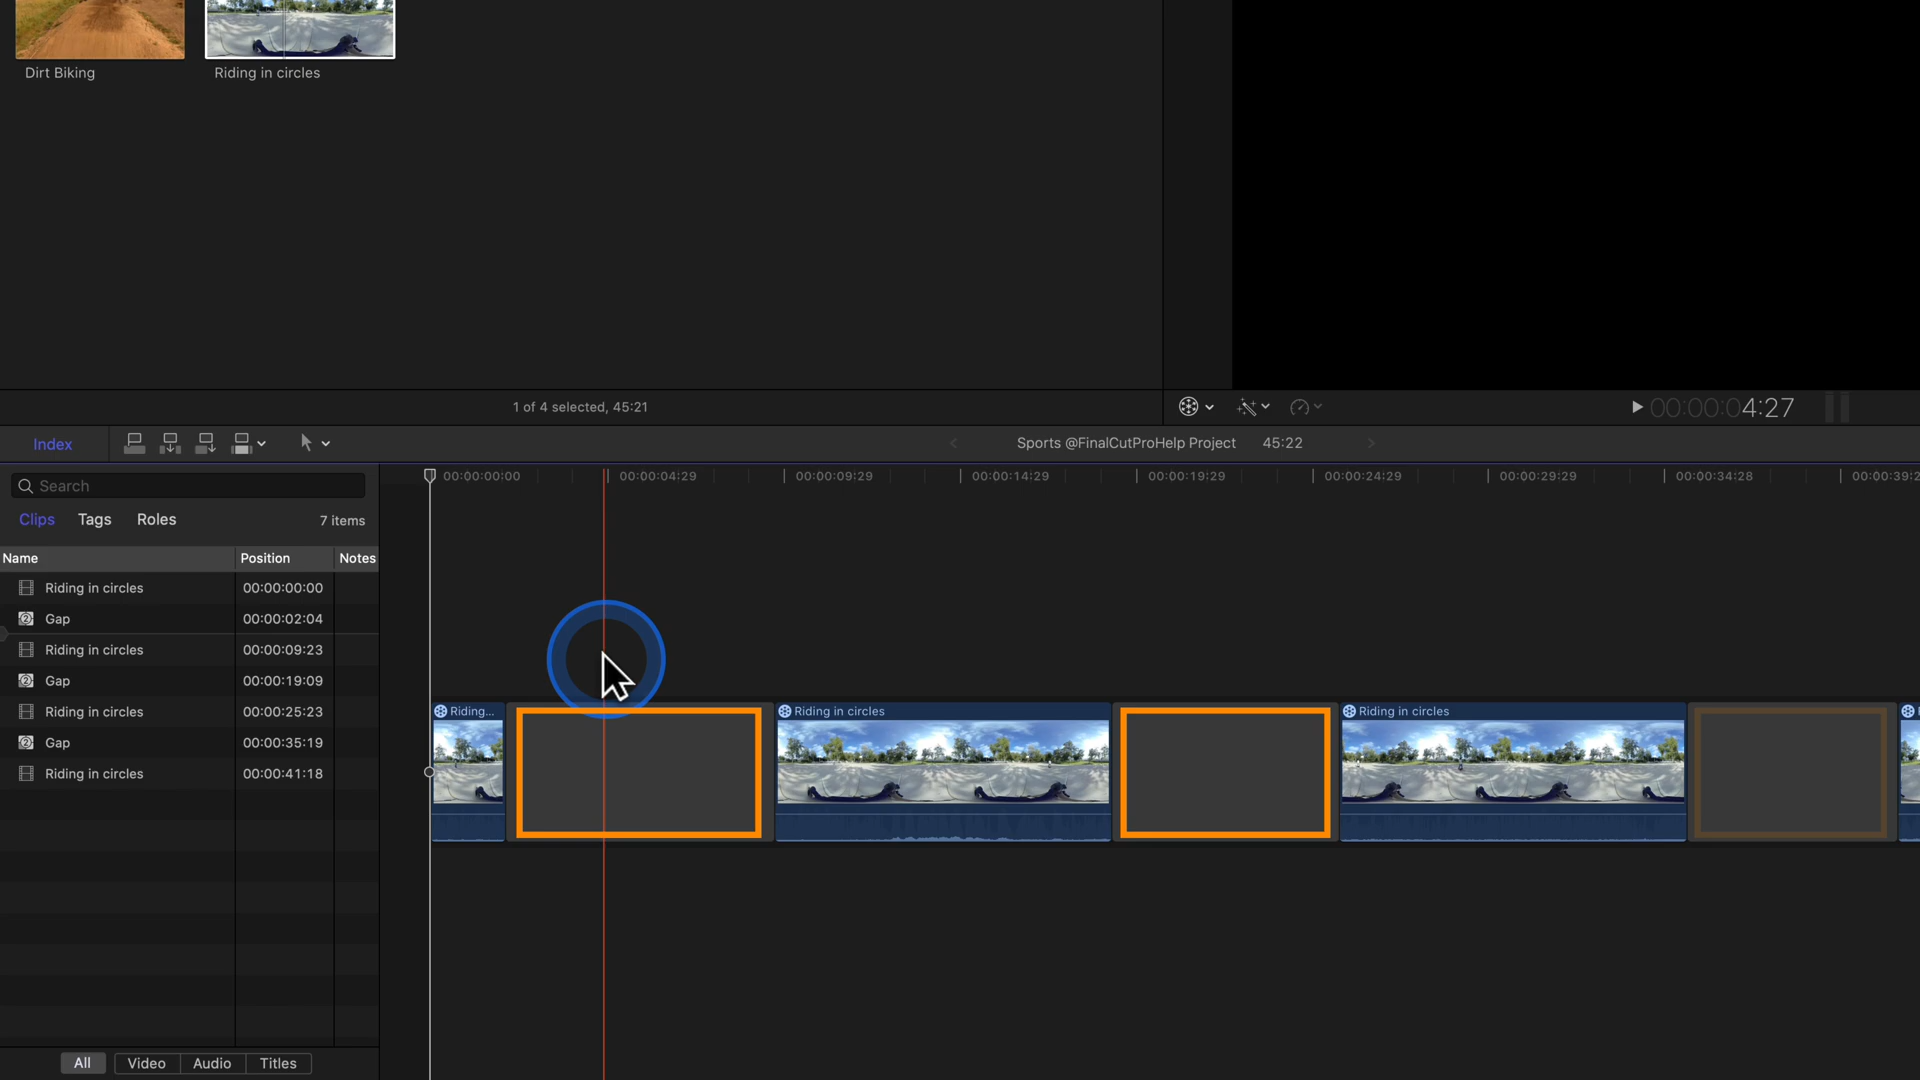 Dirt Biking
Riding in circles
1 of 4 selected, 45:21
00:00:04:27
Index
Sports @FinalCutProHelp Project 45:22
Search
Clips Tags Roles 7 items
Name Position Notes
Riding in circles 00:00:00:00
Gap 00:00:02:04
Riding in circles 00:00:09:23
Gap 00:00:19:09
Riding in circles 00:00:25:23
Gap 00:00:35:19
Riding in circles 00:00:41:18
All Video Audio Titles
00:00:00:00 00:00:04:29 00:00:09:29 00:00:14:29 00:00:19:29 00:00:24:29 00:00:29:29 00:00:34:28 00:00:39:2
Riding... Riding in circles Riding in circles